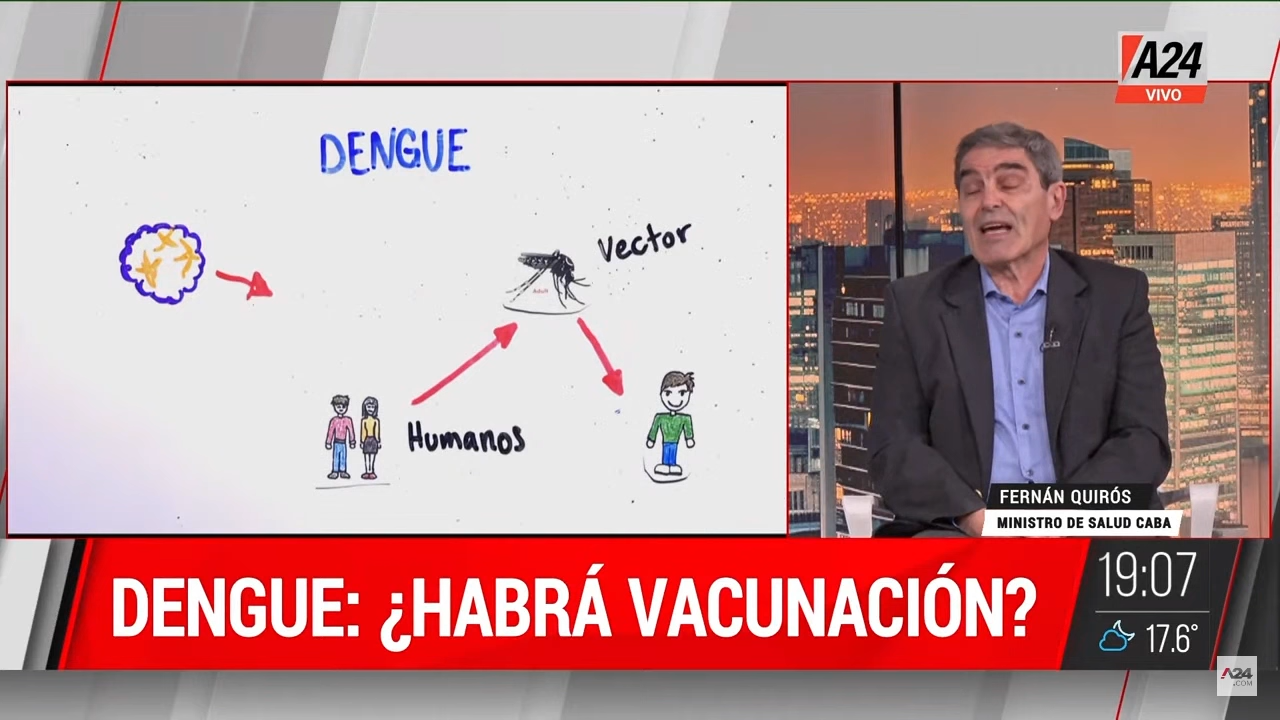 A24
VIVO
DENGUE
Vector
Humanos
FERNÁN QUIRÓS
MINISTRO DE SALUD CABA
DENGUE: ¿HABRÁ VACUNACIÓN?
19:07
17.6°
A24
.COM